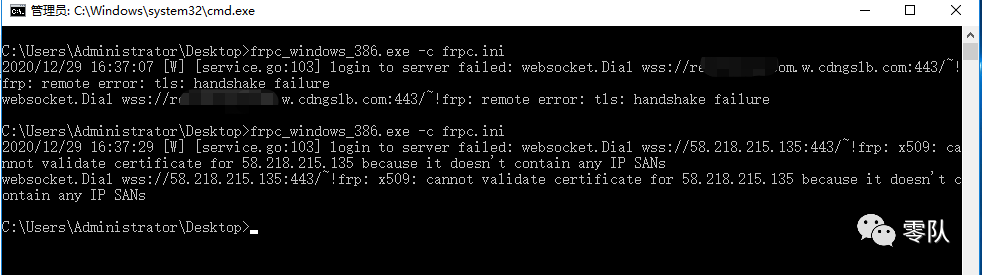 管理员: C:\Windows\system32\cmd.exe
C:\Users\Administrator\Desktop>frpc_windows_386.exe -c frpc.ini
2020/12/29 16:37:07 [W] [service.go:103] login to server failed: websocket.Dial wss://re om.w.cdngslb.com:443/~!
frp: remote error: tls: handshake failure
websocket.Dial wss://r w.cdngslb.com:443/~!frp: remote error: tls: handshake failure
C:\Users\Administrator\Desktop>frpc_windows_386.exe -c frpc.ini
2020/12/29 16:37:29 [W] [service.go:103] login to server failed: websocket.Dial wss://58.218.215.135:443/~!frp: x509: ca
nnot validate certificate for 58.218.215.135 because it doesn't contain any IP SANs
websocket.Dial wss://58.218.215.135:443/~!frp: x509: cannot validate certificate for 58.218.215.135 because it doesn't c
ontain any IP SANs
C:\Users\Administrator\Desktop>
零队